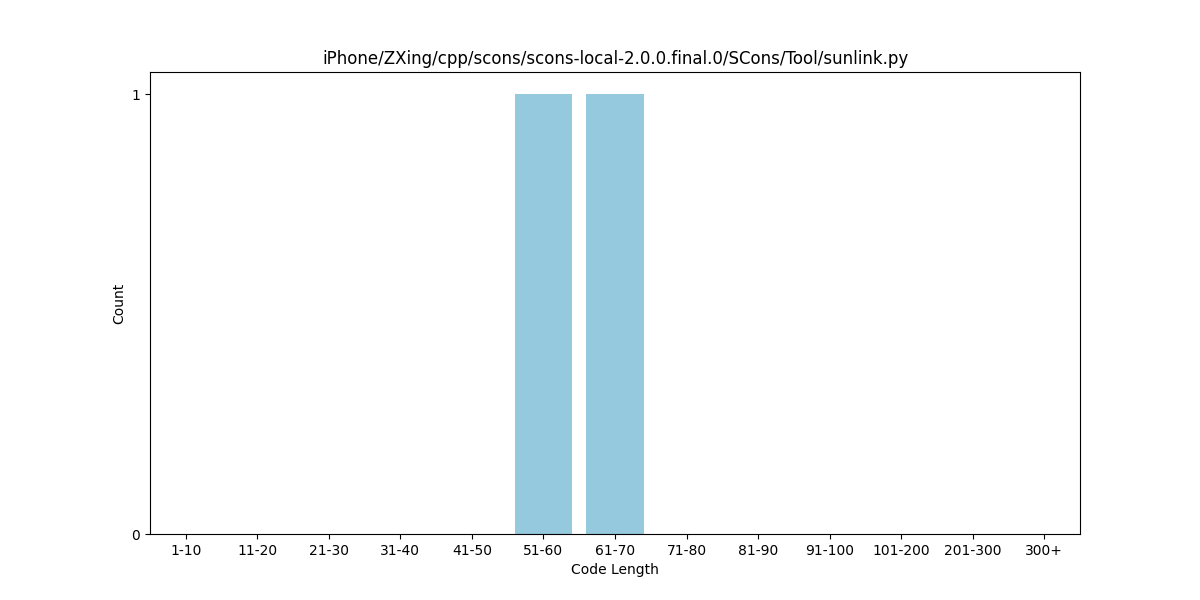 iPhone/ZXing/cpp/scons/scons-local-2.0.0.final.0/SCons/Tool/sunlink.py
1
Count
0
1-10 11-20 21-30 31-40 41-50 51-60 61-70 71-80 81-90 91-100 101-200 201-300 300+
Code Length